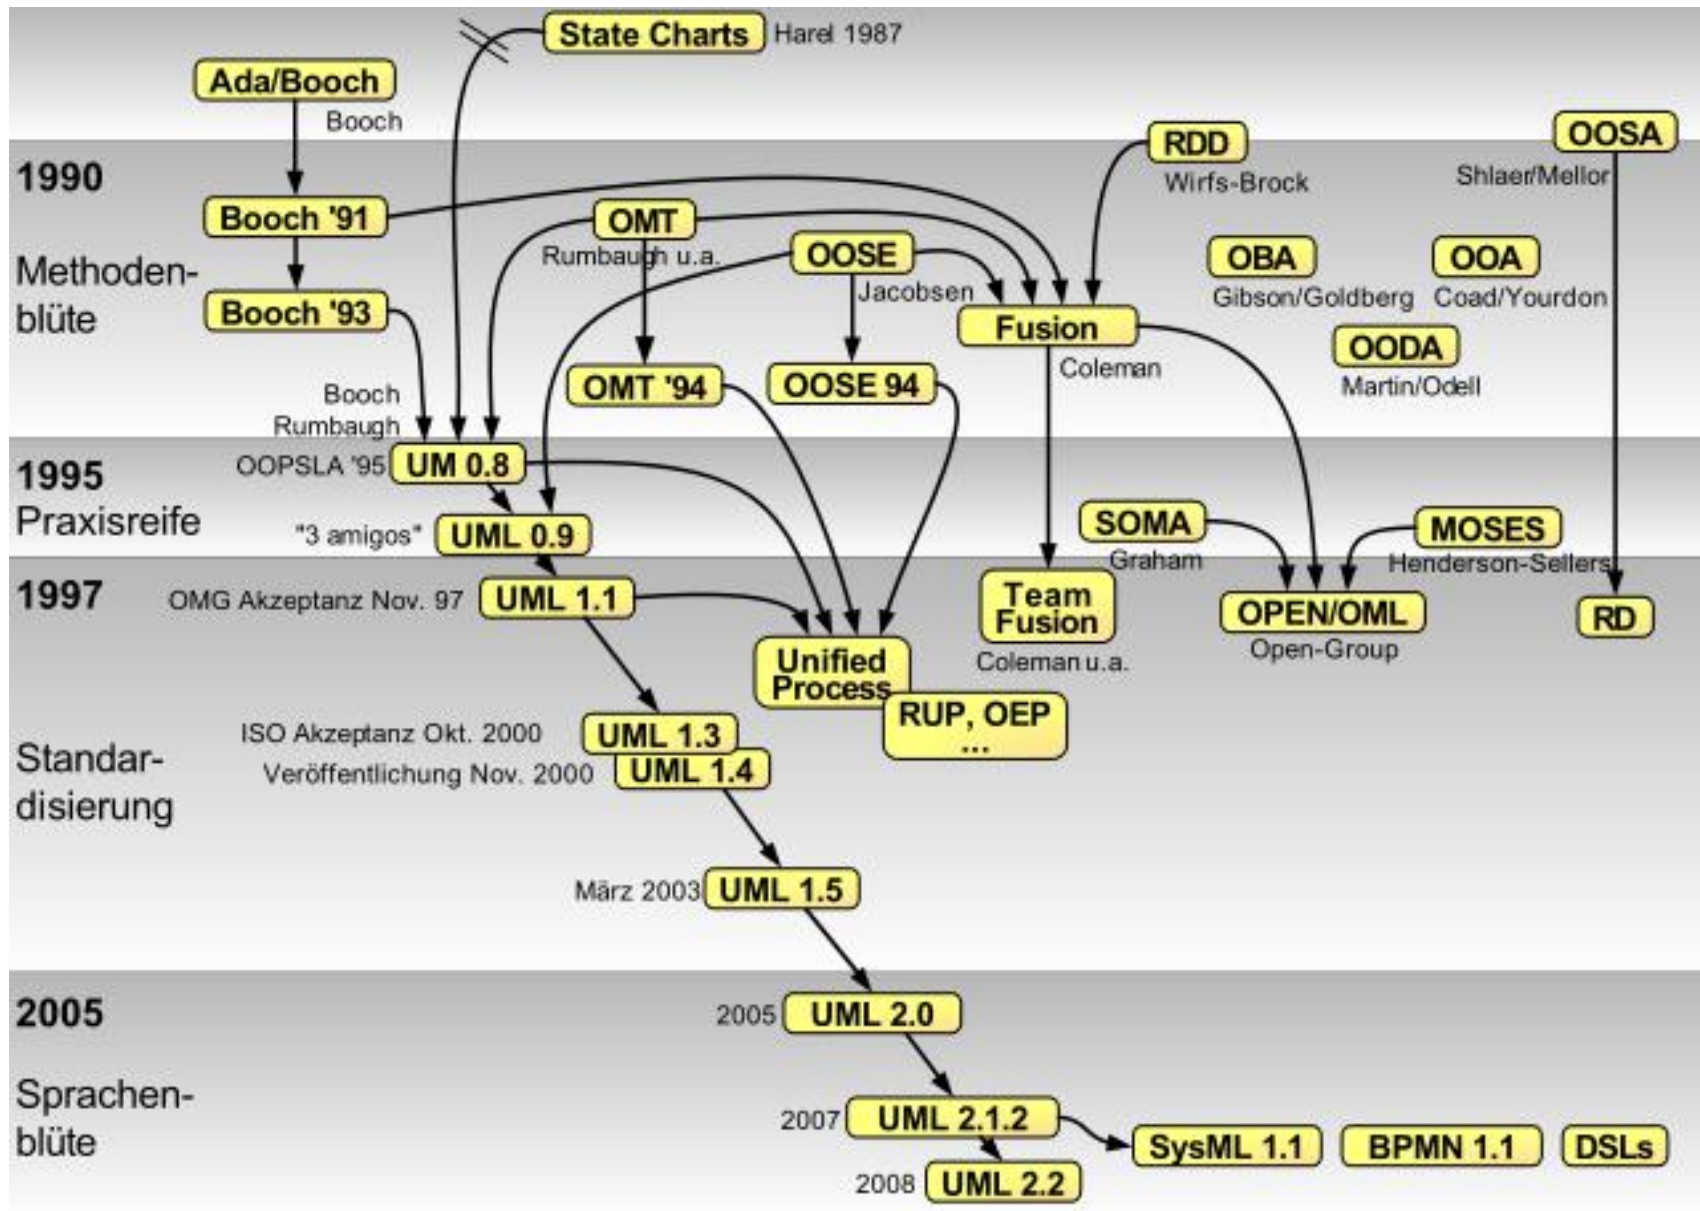 State Charts
Harel 1987
Ada/Booch
Booch
RDD
Wirfs-Brock
OOSA
Shlaer/Mellor
1990
Methoden-
blüte
Booch '91
OMT
Rumbaugh u.a.
OOSE
Jacobsen
OBA
Gibson/Goldberg
OOA
Coad/Yourdon
Booch '93
Fusion
Coleman
OODA
Martin/Odell
OMT '94
OOSE 94
Booch
Rumbaugh
1995
Praxisreife
OOPSLA '95
UM 0.8
"3 amigos"
UML 0.9
SOMA
Graham
MOSES
Henderson-Sellers
1997
OMG Akzeptanz Nov. 97
UML 1.1
Team
Fusion
Coleman u.a.
OPEN/OML
Open-Group
RD
Unified
Process
RUP, OEP
...
Standar-
disierung
ISO Akzeptanz Okt. 2000
UML 1.3
Veröffentlichung Nov. 2000
UML 1.4
März 2003
UML 1.5
2005
Sprachen-
blüte
2005
UML 2.0
2007
UML 2.1.2
SysML 1.1
BPMN 1.1
DSLs
2008
UML 2.2